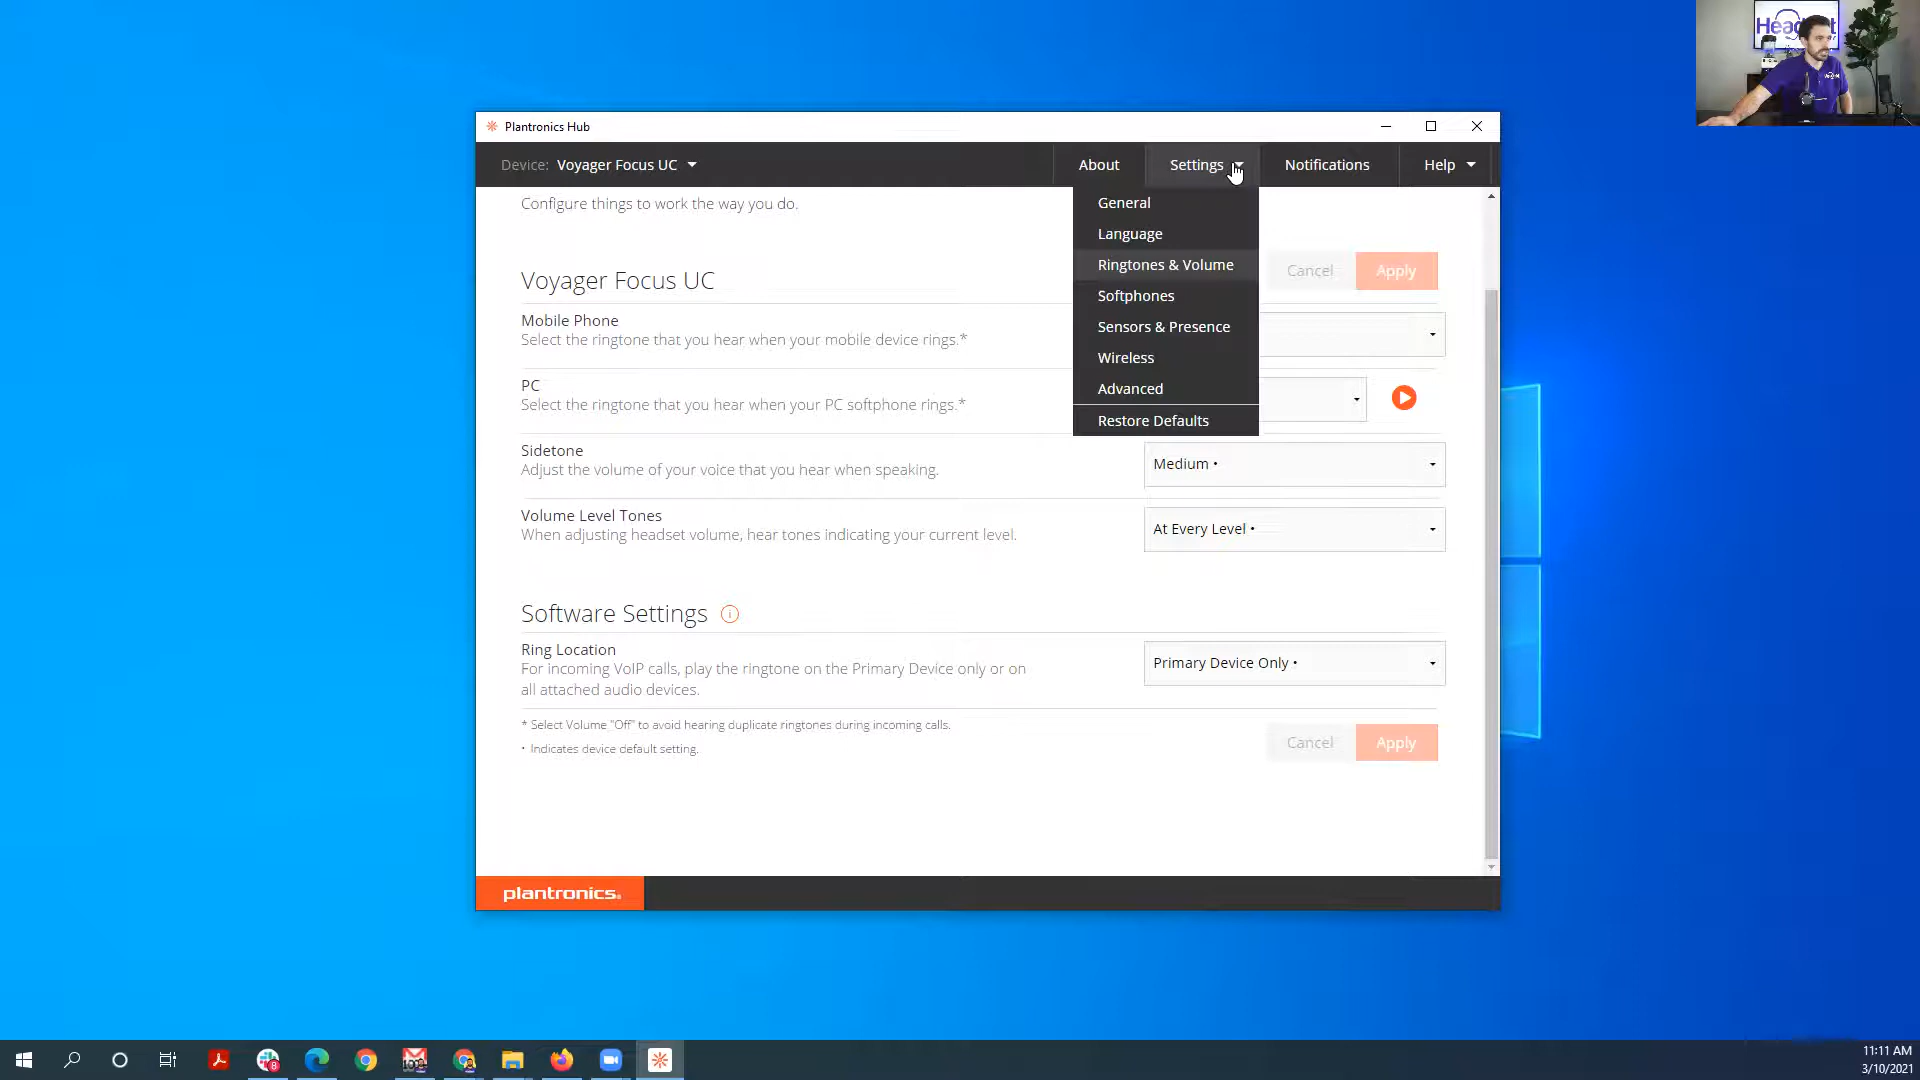 Plantronics Hub
Device: Voyager Focus UC
About
Settings
Notifications
Help
Configure things to work the way you do.
General
Language
Ringtones & Volume
Softphones
Sensors & Presence
Wireless
Advanced
Restore Defaults
Voyager Focus UC
Cancel
Apply
Mobile Phone
Select the ringtone that you hear when your mobile device rings.*
PC
Select the ringtone that you hear when your PC softphone rings.*
Sidetone
Adjust the volume of your voice that you hear when speaking.
Medium •
Volume Level Tones
When adjusting headset volume, hear tones indicating your current level.
At Every Level •
Software Settings
Ring Location
For incoming VoIP calls, play the ringtone on the Primary Device only or on
all attached audio devices.
Primary Device Only •
* Select Volume "Off" to avoid hearing duplicate ringtones during incoming calls.
• Indicates device default setting.
Cancel
Apply
plantronics.
11:11 AM
3/10/2021